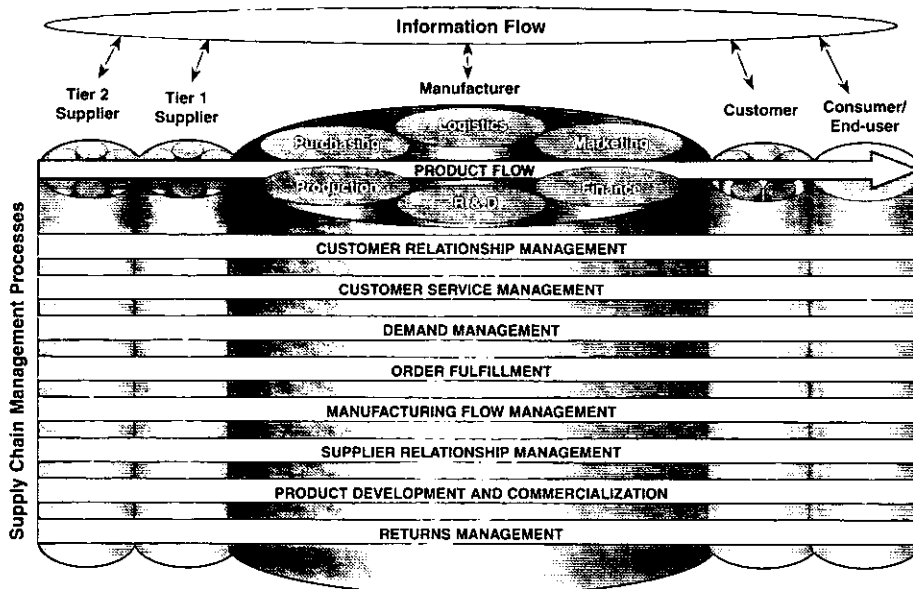 Information Flow
Tier 2
Supplier
Tier 1
Supplier
Manufacturer
Customer
Consumer/
End-user
Logistics
Purchasing
Marketing
PRODUCT FLOW
Production
Finance
R&D
Supply Chain Management Processes
CUSTOMER RELATIONSHIP MANAGEMENT
CUSTOMER SERVICE MANAGEMENT
DEMAND MANAGEMENT
ORDER FULFILLMENT
MANUFACTURING FLOW MANAGEMENT
SUPPLIER RELATIONSHIP MANAGEMENT
PRODUCT DEVELOPMENT AND COMMERCIALIZATION
RETURNS MANAGEMENT